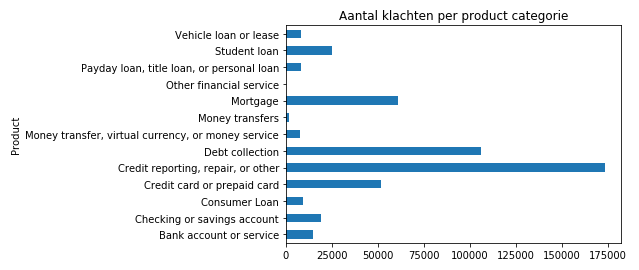 Aantal klachten per product categorie
Vehicle loan or lease
Student loan
Payday loan, title loan, or personal loan
Other financial service
Mortgage
Money transfers
Money transfer, virtual currency, or money service
Debt collection
Credit reporting, repair, or other
Credit card or prepaid card
Consumer Loan
Checking or savings account
Bank account or service
Product
0 25000 50000 75000 100000 125000 150000 175000